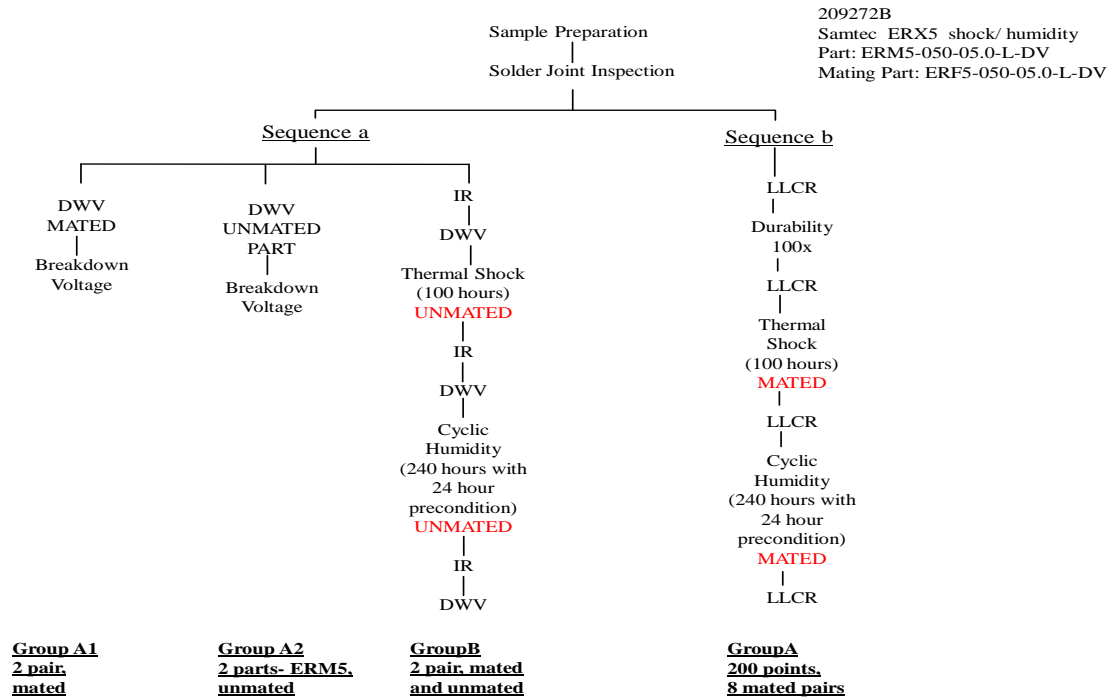 209272B
Samtec ERX5 shock/ humidity
Part: ERM5-050-05.0-L-DV
Mating Part: ERF5-050-05.0-L-DV
Sample Preparation
Solder Joint Inspection
Sequence a
DWV
MATED
Breakdown
Voltage
DWV
UNMATED
PART
Breakdown
Voltage
IR
DWV
Thermal Shock
(100 hours)
UNMATED
IR
DWV
Cyclic
Humidity
(240 hours with
24 hour
precondition)
UNMATED
IR
DWV
Sequence b
LLCR
Durability
100x
LLCR
Thermal
Shock
(100 hours)
MATED
LLCR
Cyclic
Humidity
(240 hours with
24 hour
precondition)
MATED
LLCR
Group A1
2 pair,
mated
Group A2
2 parts- ERM5,
unmated
GroupB
2 pair, mated
and unmated
GroupA
200 points,
8 mated pairs